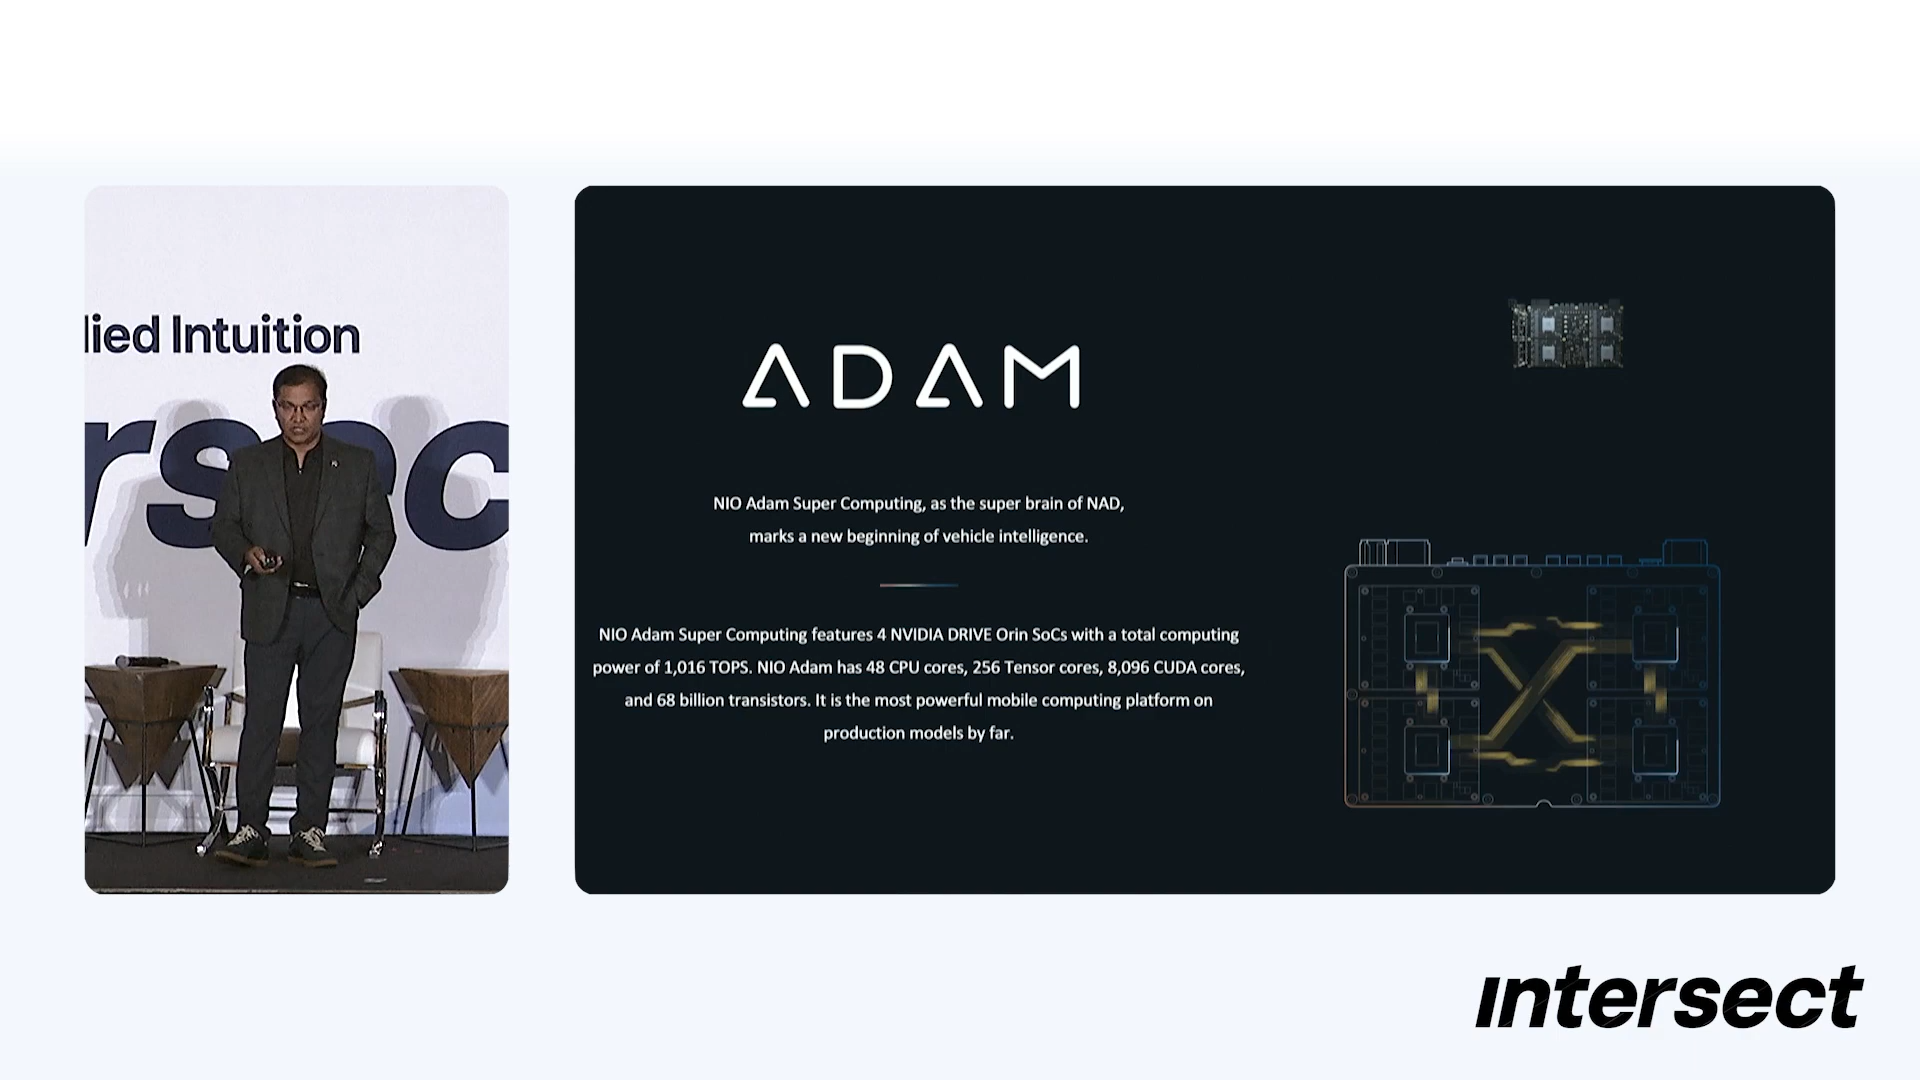 lied Intuition
rsec
ADAM
NIO Adam Super Computing, as the super brain of NAD,
marks a new beginning of vehicle intelligence.
NIO Adam Super Computing features 4 NVIDIA DRIVE Orin SoCs with a total computing
power of 1,016 TOPS. NIO Adam has 48 CPU cores, 256 Tensor cores, 8,096 CUDA cores,
and 68 billion transistors. It is the most powerful mobile computing platform on
production models by far.
intersect